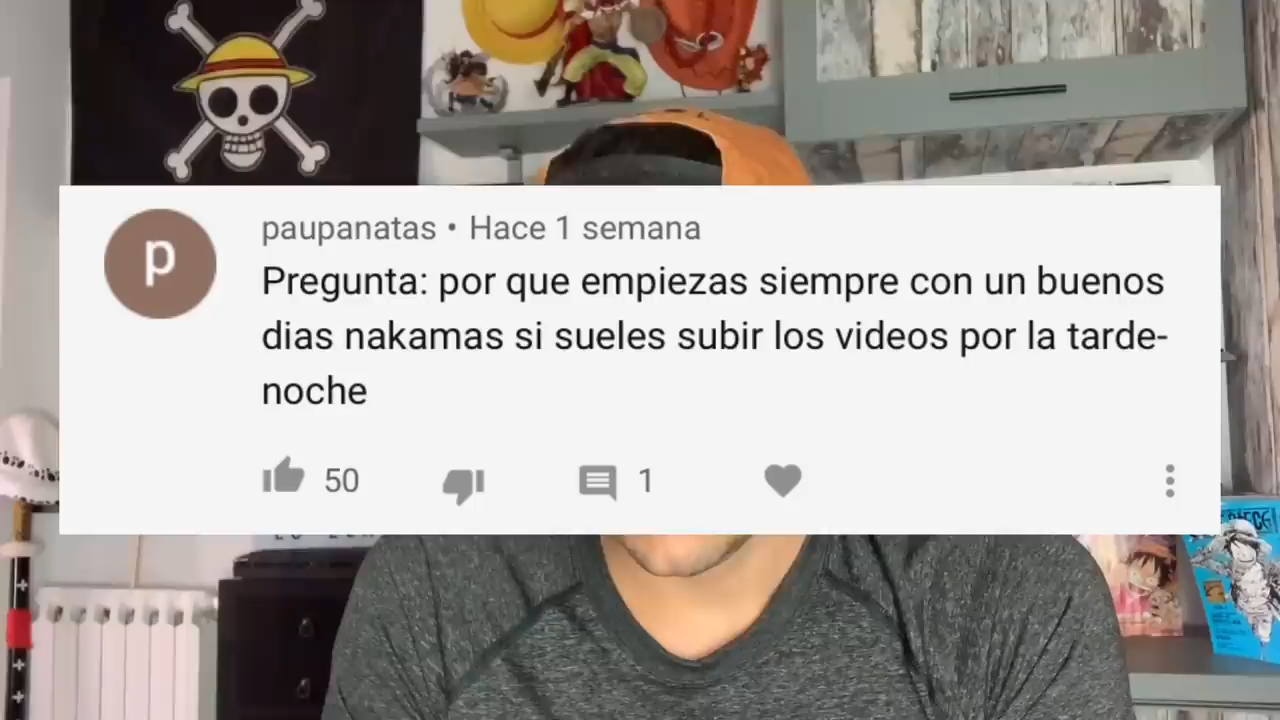 p
paupanatas • Hace 1 semana
Pregunta: por que empiezas siempre con un buenos
dias nakamas si sueles subir los videos por la tarde-
noche
50
1